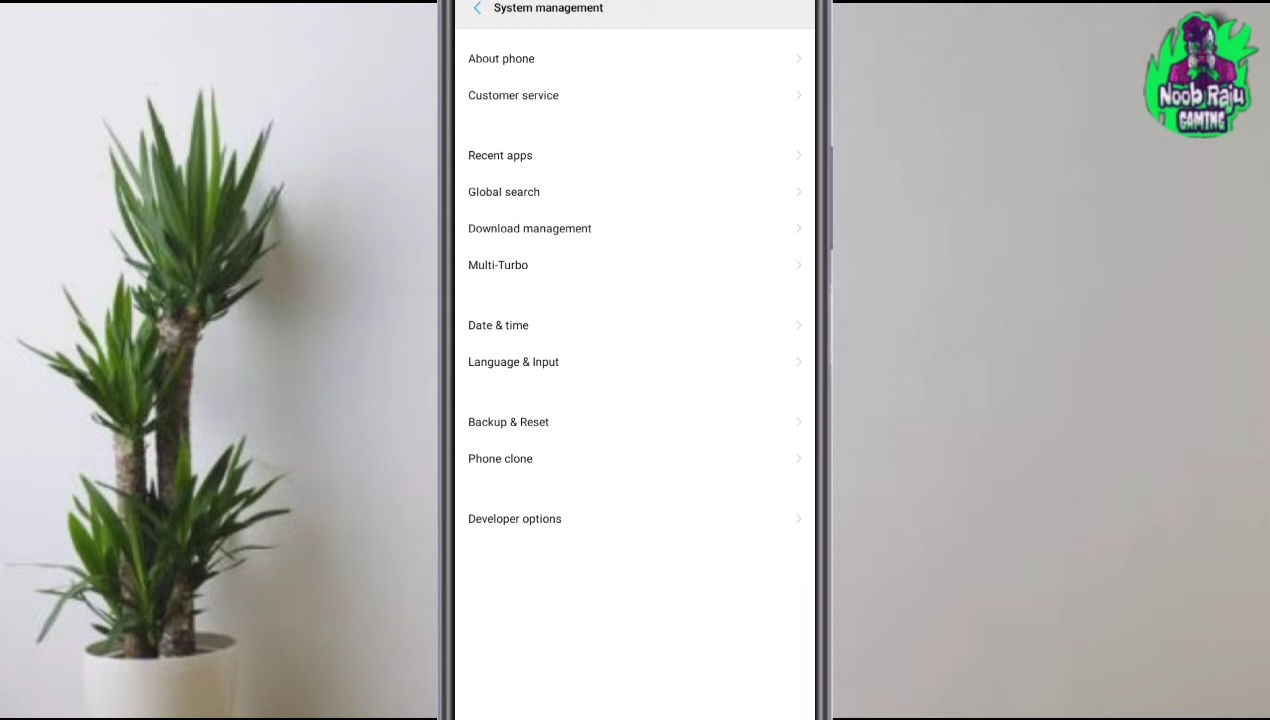 System management
About phone
Customer service
Recent apps
Global search
Download management
Multi-Turbo
Date & time
Language & Input
Backup & Reset
Phone clone
Developer options
Noob Raju
GAMING